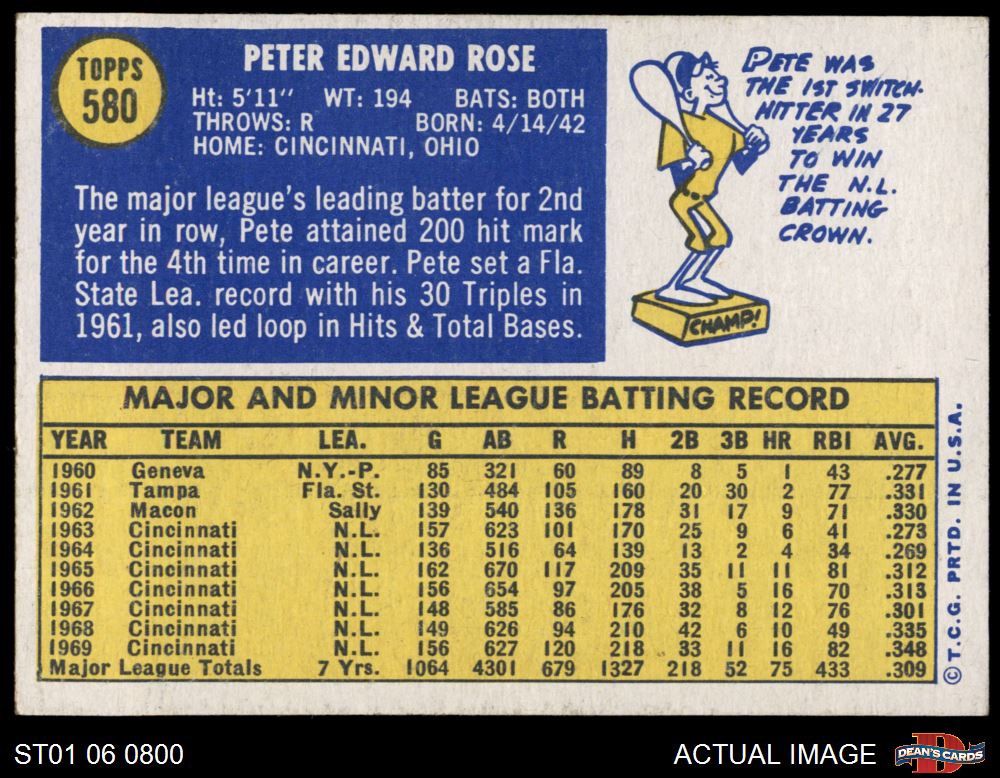 TOPPS
580
PETER EDWARD ROSE
Ht: 5'11" WT: 194 BATS: BOTH
THROWS: R BORN: 4/14/42
HOME: CINCINNATI, OHIO
The major league's leading batter for 2nd
year in row, Pete attained 200 hit mark
for the 4th time in career. Pete set a Fla.
State Lea. record with his 30 Triples in
1961, also led loop in Hits & Total Bases.
PETE WAS
THE 1ST SWITCH-
HITTER IN 27
YEARS
TO WIN
THE N.L.
BATTING
CROWN.
CHAMP!
MAJOR AND MINOR LEAGUE BATTING RECORD
YEAR TEAM LEA. G AB R H 2B 3B HR RBI AVG.
1960 Geneva N.Y.-P. 85 321 60 89 8 5 1 43 .277
1961 Tampa Fla. St. 130 484 105 160 20 30 2 77 .331
1962 Macon Sally 139 540 136 178 31 17 9 71 .330
1963 Cincinnati N.L. 157 623 101 170 25 9 6 41 .273
1964 Cincinnati N.L. 136 516 64 139 13 2 4 34 .269
1965 Cincinnati N.L. 162 670 117 209 35 11 11 81 .312
1966 Cincinnati N.L. 156 654 97 205 38 5 16 70 .313
1967 Cincinnati N.L. 148 585 86 176 32 8 12 76 .301
1968 Cincinnati N.L. 149 626 94 210 42 6 10 49 .335
1969 Cincinnati N.L. 156 627 120 218 33 11 16 82 .348
Major League Totals 7 Yrs. 1064 4301 679 1327 218 52 75 433 .309
© T.C.G. PRTD. IN U.S.A.
ST01 06 0800
ACTUAL IMAGE
D
DEAN'S CARDS